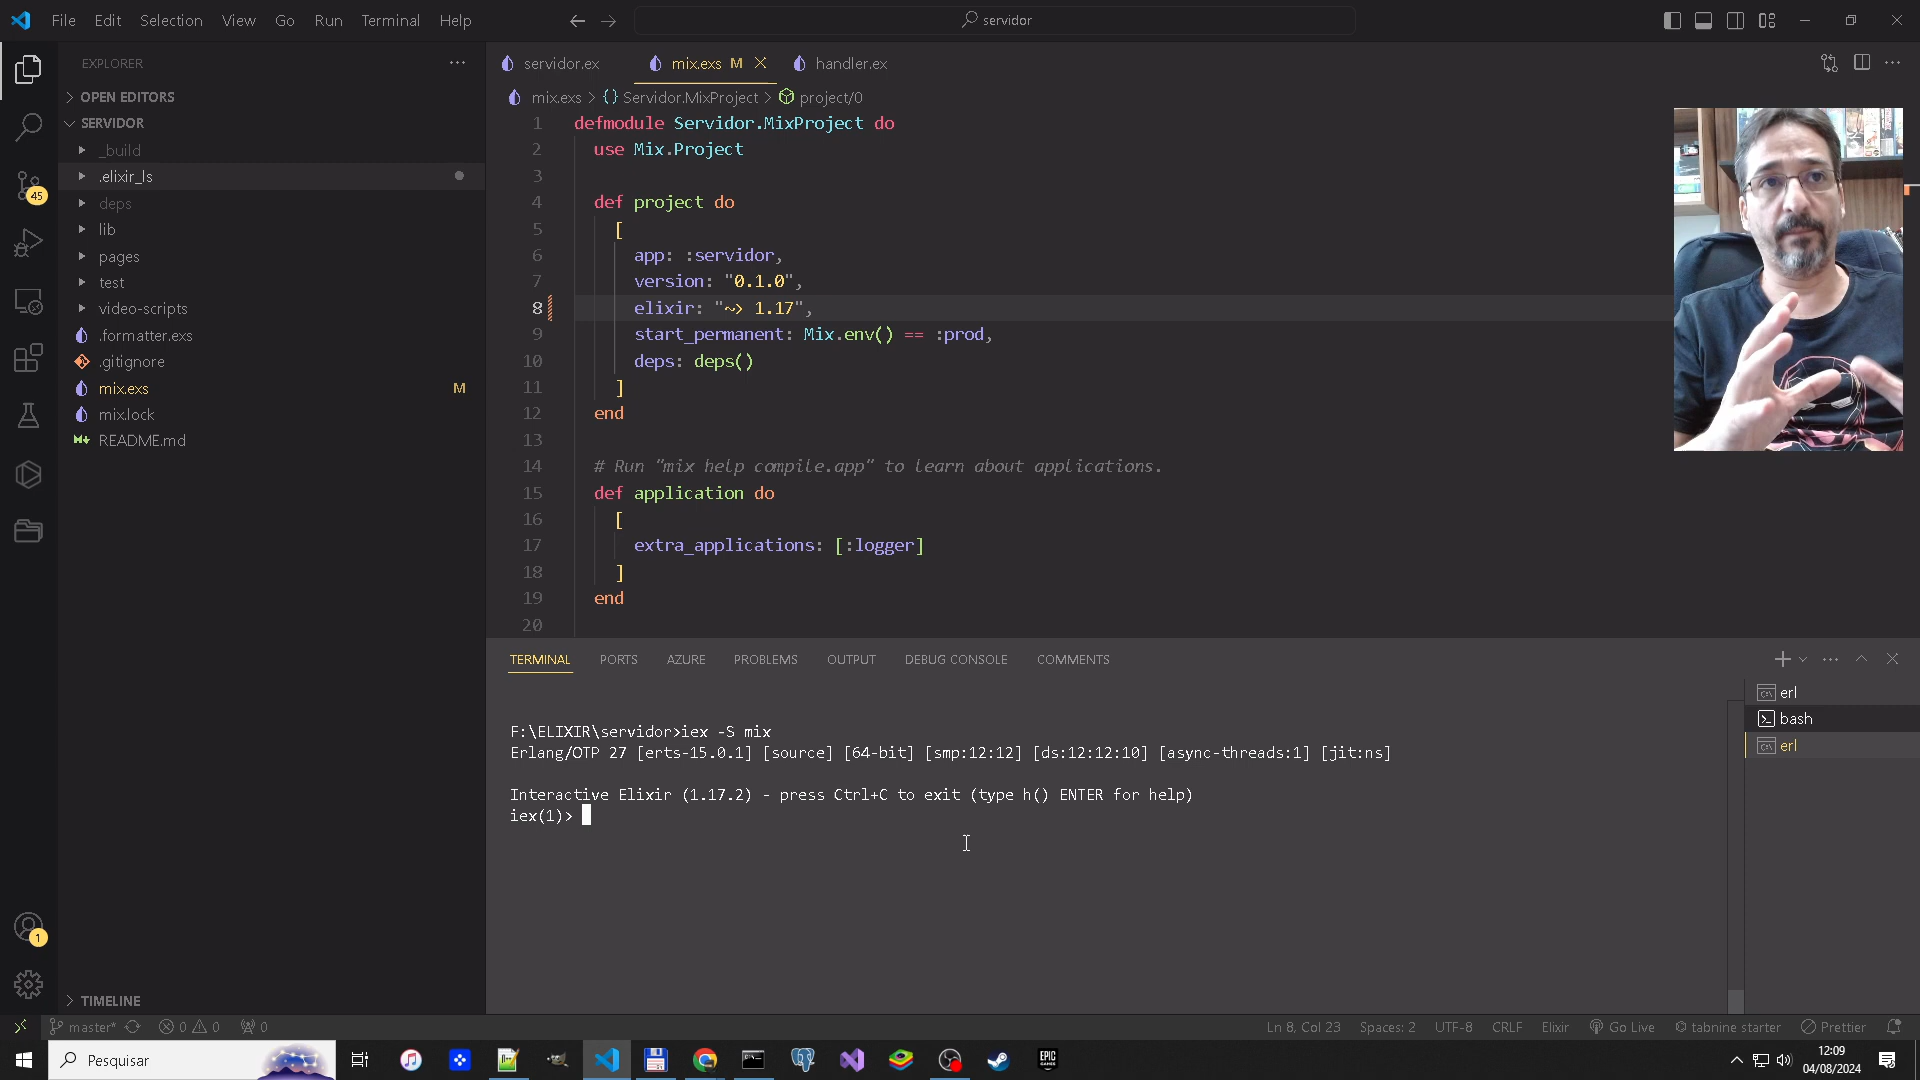 File Edit Selection View Go Run Terminal Help
servidor
EXPLORER
OPEN EDITORS
SERVIDOR
_build
.elixir_ls
deps
lib
pages
test
video-scripts
.formatter.exs
.gitignore
mix.exs M
mix.lock
README.md
TIMELINE
45
1
servidor.ex mix.exs M handler.ex
mix.exs > {} Servidor.MixProject > project/0
1 defmodule Servidor.MixProject do
2 use Mix.Project
3
4 def project do
5 [
6 app: :servidor,
7 version: "0.1.0",
8 elixir: "~> 1.17",
9 start_permanent: Mix.env() == :prod,
10 deps: deps()
11 ]
12 end
13
14 # Run "mix help compile.app" to learn about applications.
15 def application do
16 [
17 extra_applications: [:logger]
18 ]
19 end
20
TERMINAL PORTS AZURE PROBLEMS OUTPUT DEBUG CONSOLE COMMENTS
F:\ELIXIR\servidor>iex -S mix
Erlang/OTP 27 [erts-15.0.1] [source] [64-bit] [smp:12:12] [ds:12:12:10] [async-threads:1] [jit:ns]
Interactive Elixir (1.17.2) - press Ctrl+C to exit (type h() ENTER for help)
iex(1)>
erl
bash
erl
master* 0 0 0
Ln 8, Col 23 Spaces: 2 UTF-8 CRLF Elixir Go Live tabnine starter Prettier
Pesquisar
EPIC GAMES
12:09
04/08/2024